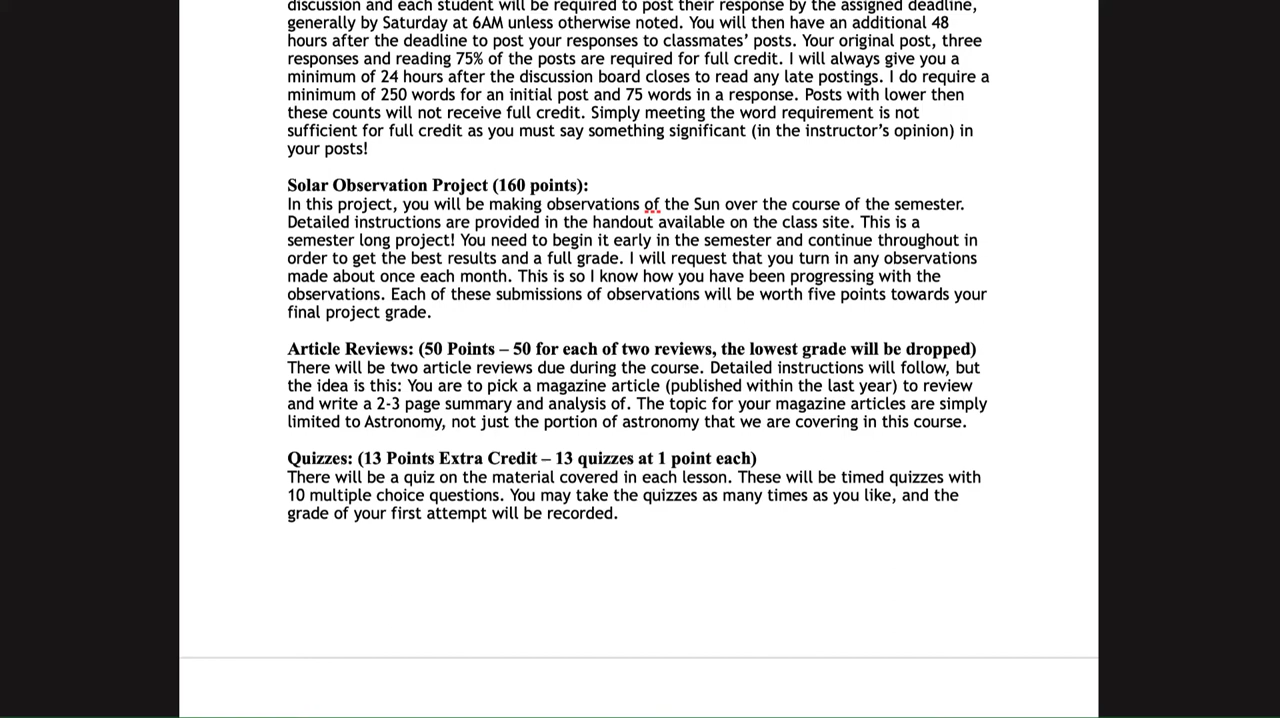 discussion and each student will be required to post their response by the assigned deadline,
generally by Saturday at 6AM unless otherwise noted. You will then have an additional 48
hours after the deadline to post your responses to classmates’ posts. Your original post, three
responses and reading 75% of the posts are required for full credit. I will always give you a
minimum of 24 hours after the discussion board closes to read any late postings. I do require a
minimum of 250 words for an initial post and 75 words in a response. Posts with lower then
these counts will not receive full credit. Simply meeting the word requirement is not
sufficient for full credit as you must say something significant (in the instructor’s opinion) in
your posts!
Solar Observation Project (160 points):
In this project, you will be making observations of the Sun over the course of the semester.
Detailed instructions are provided in the handout available on the class site. This is a
semester long project! You need to begin it early in the semester and continue throughout in
order to get the best results and a full grade. I will request that you turn in any observations
made about once each month. This is so I know how you have been progressing with the
observations. Each of these submissions of observations will be worth five points towards your
final project grade.
Article Reviews: (50 Points – 50 for each of two reviews, the lowest grade will be dropped)
There will be two article reviews due during the course. Detailed instructions will follow, but
the idea is this: You are to pick a magazine article (published within the last year) to review
and write a 2-3 page summary and analysis of. The topic for your magazine articles are simply
limited to Astronomy, not just the portion of astronomy that we are covering in this course.
Quizzes: (13 Points Extra Credit – 13 quizzes at 1 point each)
There will be a quiz on the material covered in each lesson. These will be timed quizzes with
10 multiple choice questions. You may take the quizzes as many times as you like, and the
grade of your first attempt will be recorded.